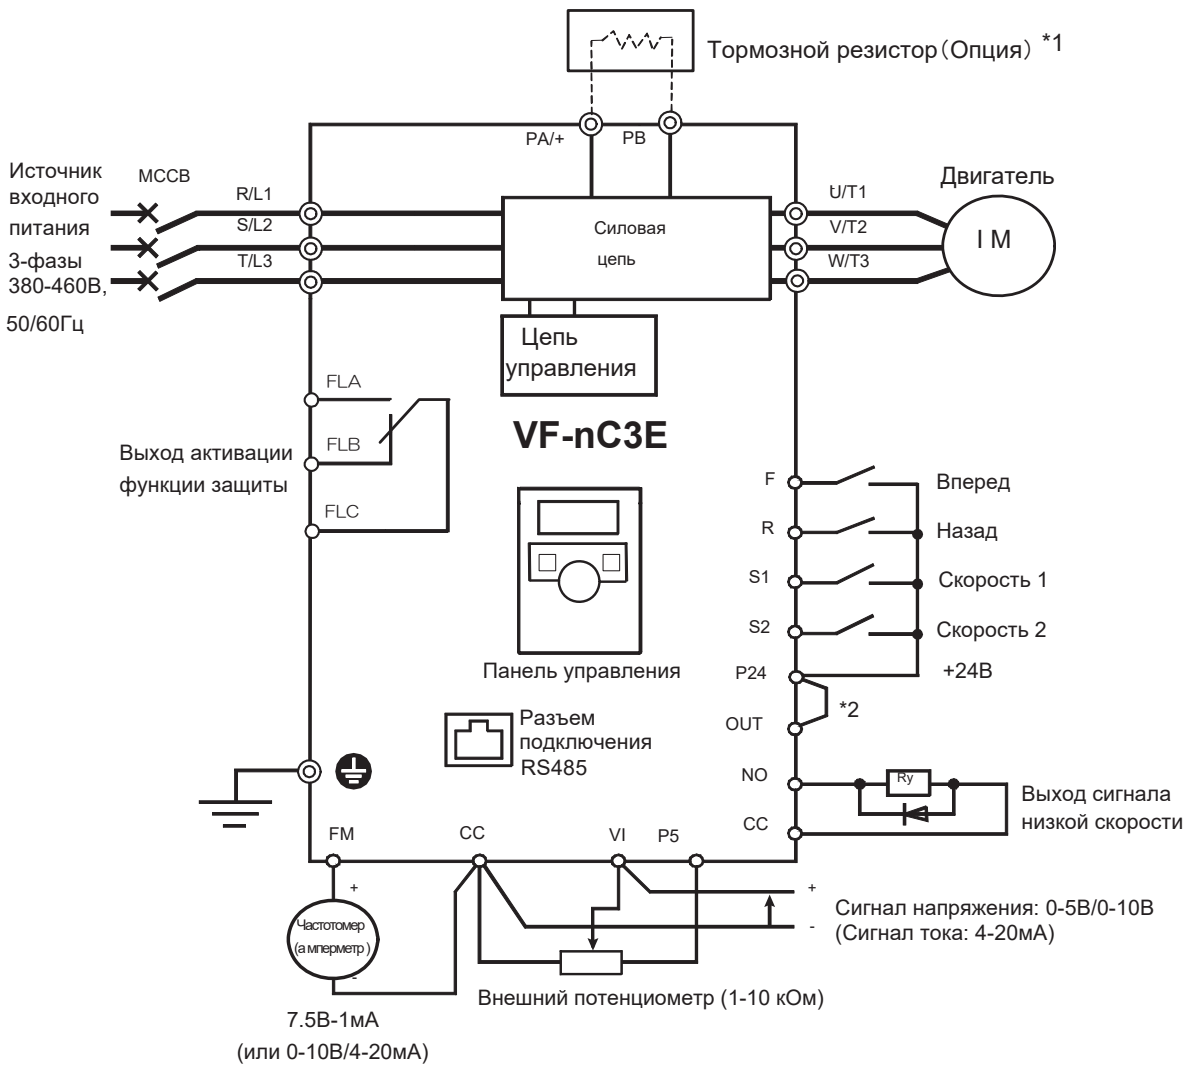 Тормозной резистор (Опция) *1
PA/+
PB
Источник
входного
питания
3-фазы
380-460В,
50/60Гц
MCCB
R/L1
S/L2
T/L3
Силовая
цепь
U/T1
V/T2
W/T3
Двигатель
I M
Цепь
управления
VF-nC3E
FLA
FLB
FLC
Выход активации
функции защиты
Панель управления
Разъем
подключения
RS485
F
Вперед
R
Назад
S1
Скорость 1
S2
Скорость 2
P24
+24В
*2
OUT
NO
Ry
CC
Выход сигнала
низкой скорости
FM
CC
VI
P5
+
Частотомер
(а мперметр )
-
7.5В-1мА
(или 0-10В/4-20мА)
+
-
Сигнал напряжения: 0-5В/0-10В
(Сигнал тока: 4-20мА)
Внешний потенциометр (1-10 кОм)